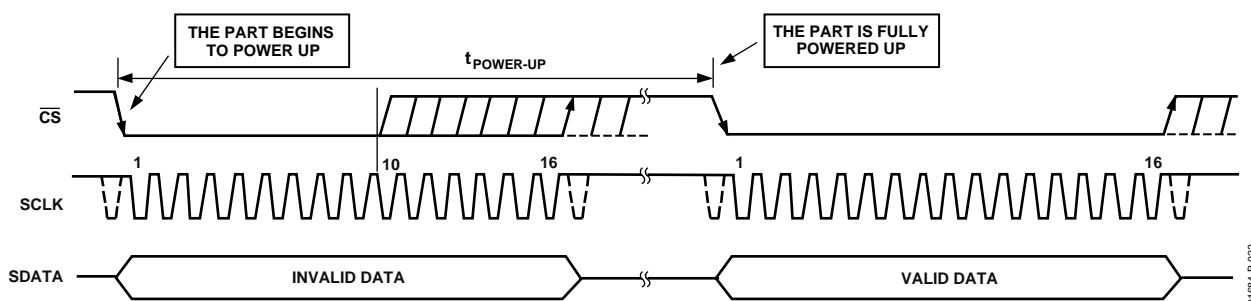 THE PART BEGINS
TO POWER UP
tPOWER-UP
THE PART IS FULLY
POWERED UP
CS
1
10
16
1
16
SCLK
SDATA
INVALID DATA
VALID DATA